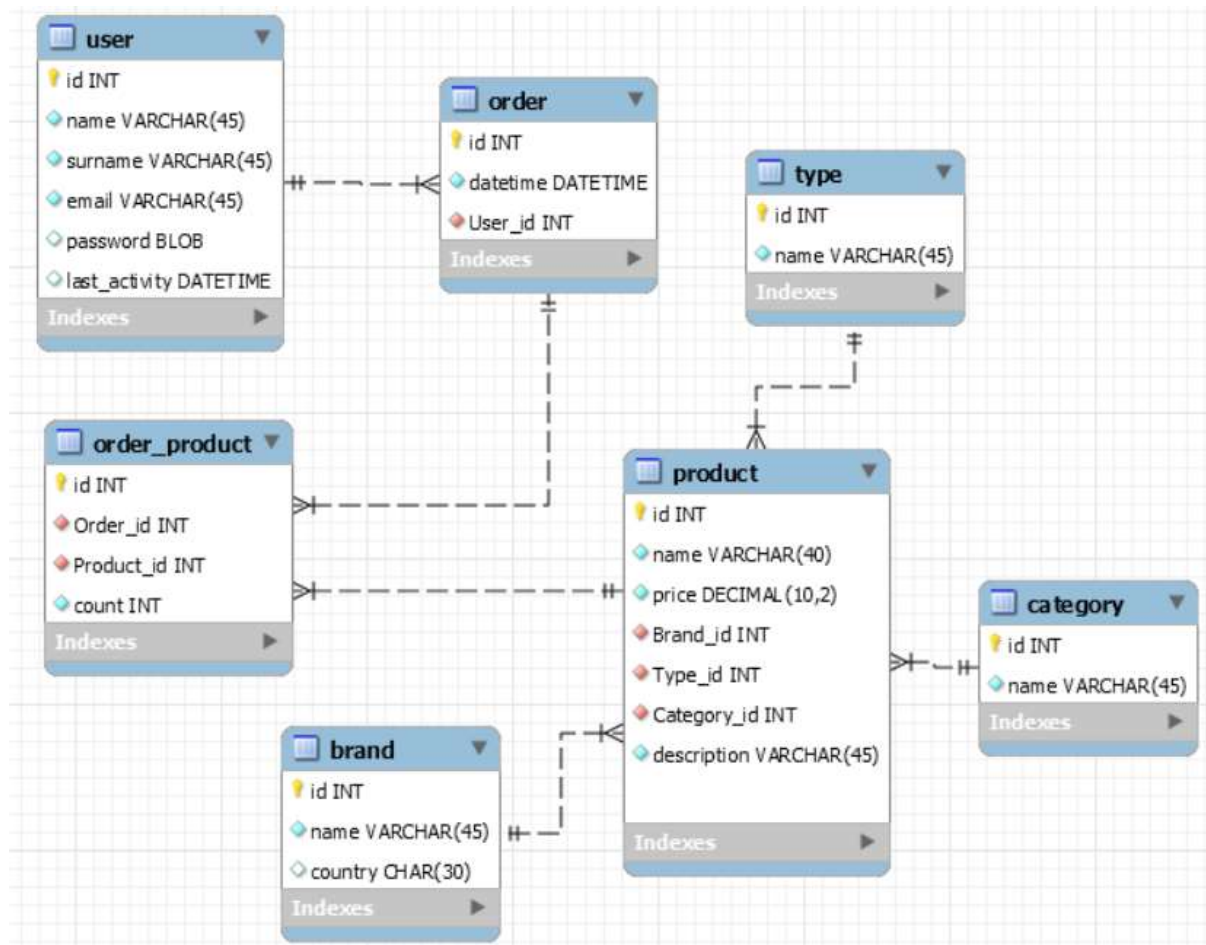 user
id INT
name VARCHAR(45)
surname VARCHAR(45)
email VARCHAR(45)
password BLOB
last_activity DATETIME
Indexes
order
id INT
datetime DATETIME
User_id INT
Indexes
type
id INT
name VARCHAR(45)
Indexes
order_product
id INT
Order_id INT
Product_id INT
count INT
Indexes
product
id INT
name VARCHAR(40)
price DECIMAL(10,2)
Brand_id INT
Type_id INT
Category_id INT
description VARCHAR(45)
Indexes
category
id INT
name VARCHAR(45)
Indexes
brand
id INT
name VARCHAR(45)
country CHAR(30)
Indexes